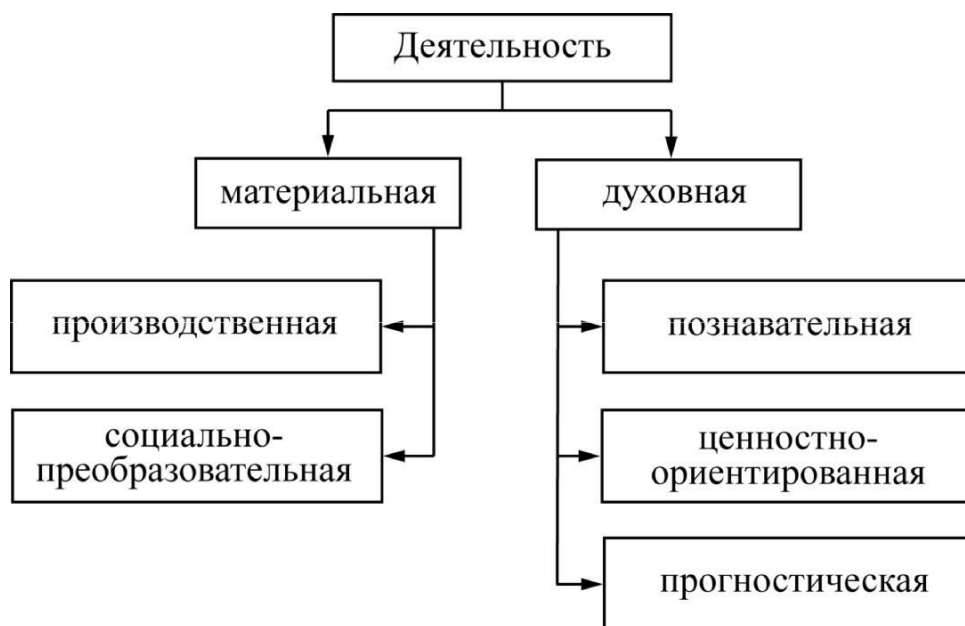 Деятельность
материальная
духовная
производственная
познавательная
социально-
преобразовательная
ценностно-
ориентированная
прогностическая